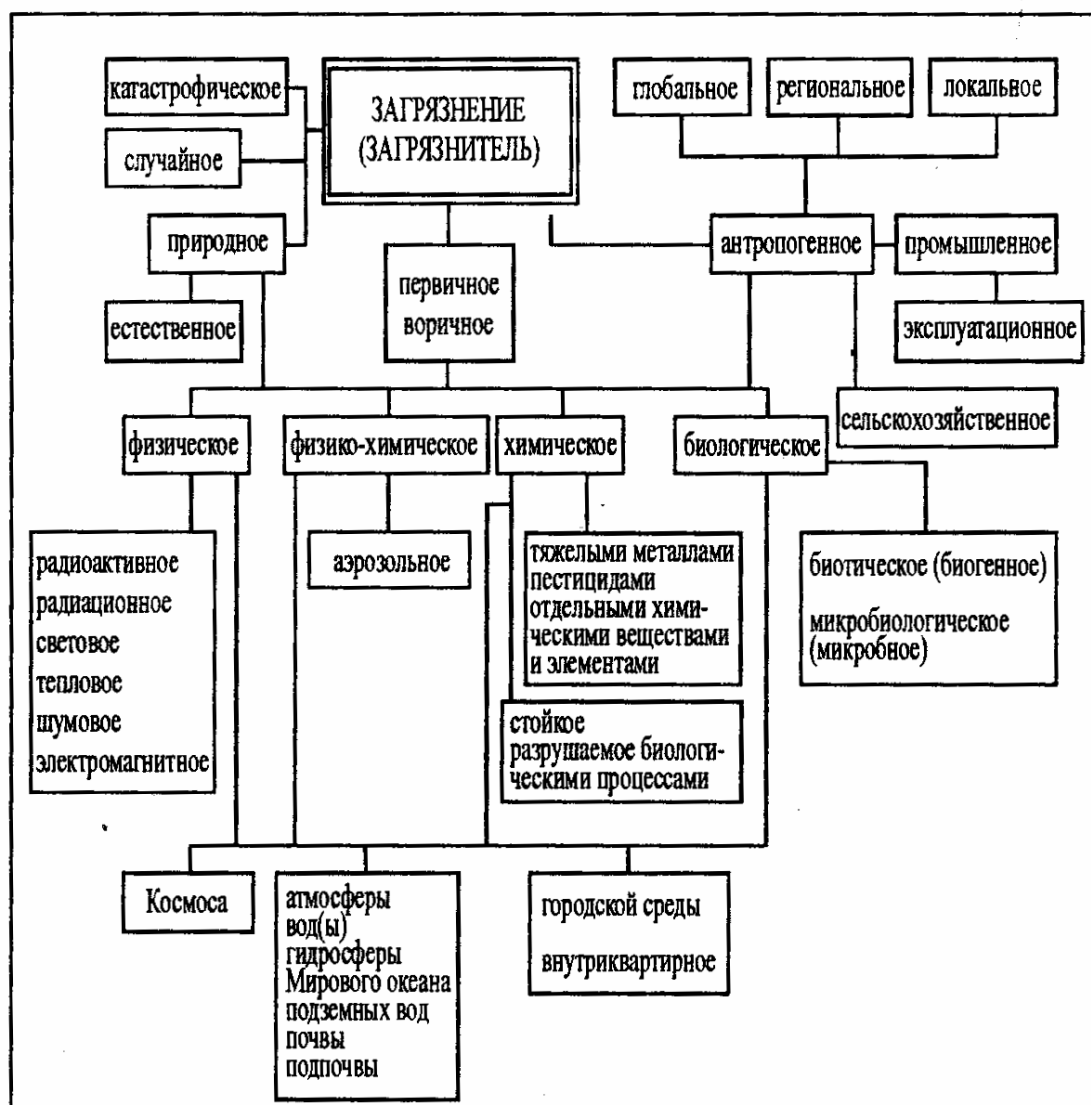 катастрофическое
случайное
ЗАГРЯЗНЕНИЕ
(ЗАГРЯЗНИТЕЛЬ)
глобальное
региональное
локальное
природное
естественное
первичное
воричное
антропогенное
промышленное
эксплуатационное
сельскохозяйственное
физическое
физико-химическое
химическое
биологическое
радиоактивное
радиационное
световое
тепловое
шумовое
электромагнитное
аэрозольное
тяжелыми металлами
пестицидами
отдельными хими-
ческими веществами
и элементами
стойкое
разрушаемое биологи-
ческими процессами
биотическое (биогенное)
микробиологическое
(микробное)
Космоса
атмосферы
вод(ы)
гидросферы
Мирового океана
подземных вод
почвы
подпочвы
городской среды
внутриквартирное